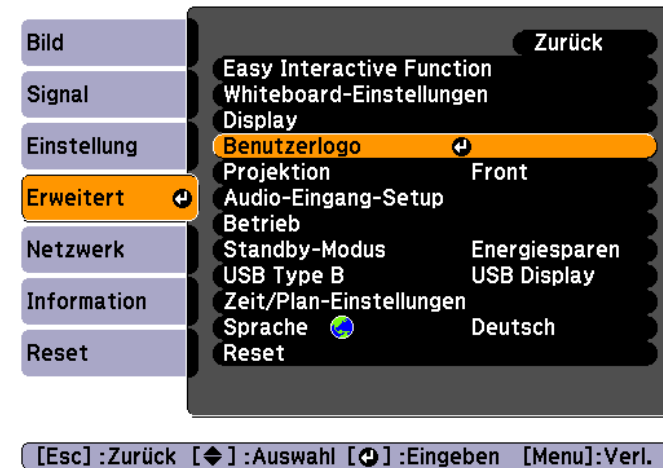 Bild
Signal
Einstellung
Erweitert
Netzwerk
Information
Reset
Zurück
Easy Interactive Function
Whiteboard-Einstellungen
Display
Benutzerlogo
Projektion Front
Audio-Eingang-Setup
Betrieb
Standby-Modus Energiesparen
USB Type B USB Display
Zeit/Plan-Einstellungen
Sprache Deutsch
Reset
[Esc] :Zurück [◆] :Auswahl [⏎] :Eingeben [Menu]:Verl.